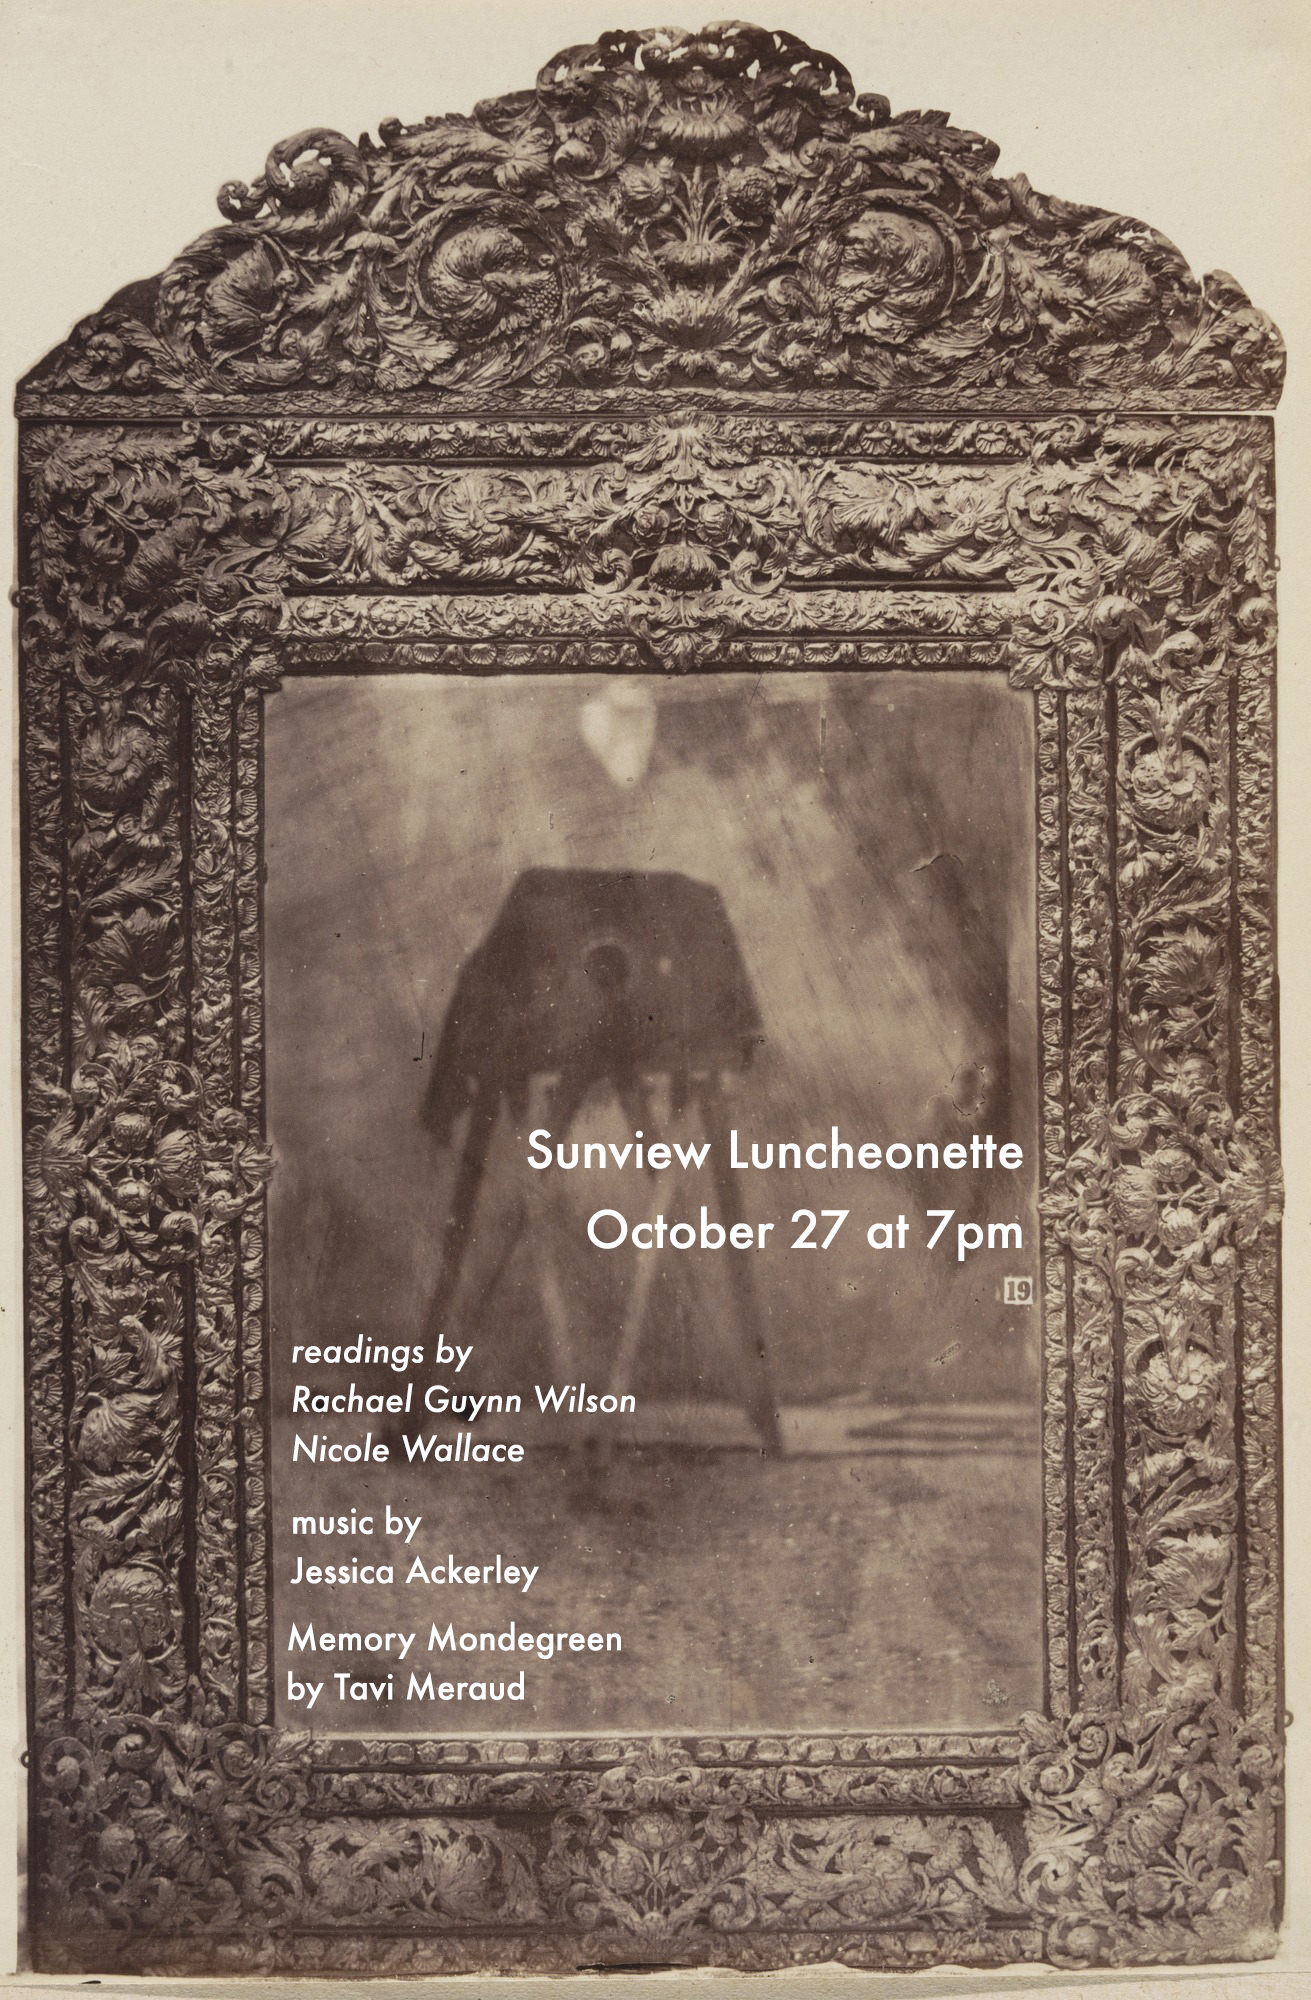 Sunview Luncheonette
October 27 at 7pm
19
readings by
Rachael Guynn Wilson
Nicole Wallace
music by
Jessica Ackerley
Memory Mondegreen
by Tavi Meraud